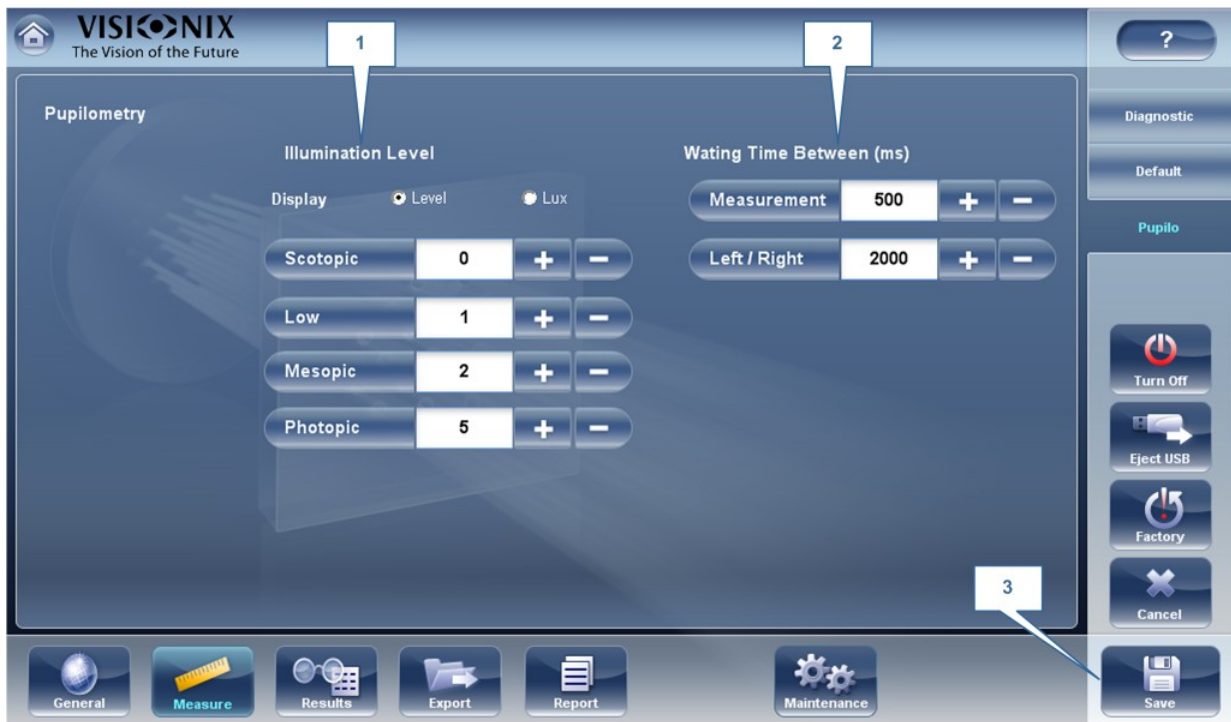 VISIONIX
The Vision of the Future
1
2
?
Pupilometry
Diagnostic
Illumination Level
Wating Time Between (ms)
Default
Display Level Lux
Measurement 500 + −
Pupilo
Scotopic 0 + −
Left / Right 2000 + −
Low 1 + −
Mesopic 2 + −
Turn Off
Photopic 5 + −
Eject USB
Factory
3
Cancel
General
Measure
Results
Export
Report
Maintenance
Save